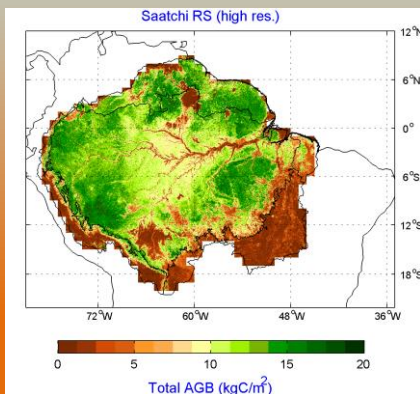 Saatchi RS (high res.)
12°N
6°N
0°
6°S
12°S
18°S
72°W 60°W 48°W 36°W
0 5 10 15 20
Total AGB (kgC/m²)